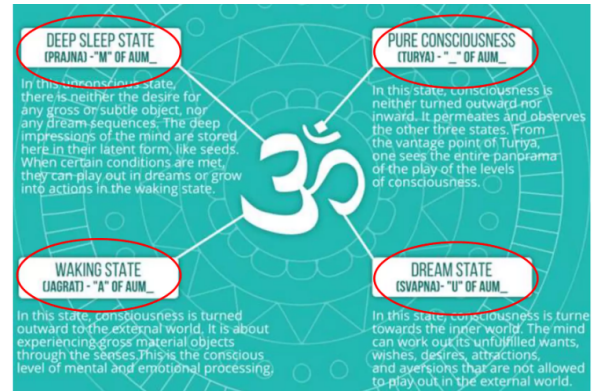 DEEP SLEEP STATE
(PRAJNA) -"M" OF AUM_
In this unconscious state,
there is neither the desire for
any gross or subtle object, nor
any dream sequences. The deep
impressions of the mind are stored
here in their latent form, like seeds.
When certain conditions are met,
they can play out in dreams or grow
into actions in the waking state.
PURE CONSCIOUSNESS
(TURYA) - "_" OF AUM_
In this state, consciousness is
neither turned outward nor
inward. It permeates and observes
the other three states. From
the vantage point of Turiya,
one sees the entire panorama
of the play of the levels
of consciousness.
ॐ
WAKING STATE
(JAGRAT) - "A" OF AUM_
In this state, consciousness is turned
outward to the external world. It is about
experiencing gross material objects
through the senses.This is the conscious
level of mental and emotional processing.
DREAM STATE
(SVAPNA)- "U" OF AUM_
In this state, consciousness is turne
towards the inner world. The mind
can work out its unfulfilled wants,
wishes, desires, attractions,
and aversions that are not allowed
to play out in the external world.